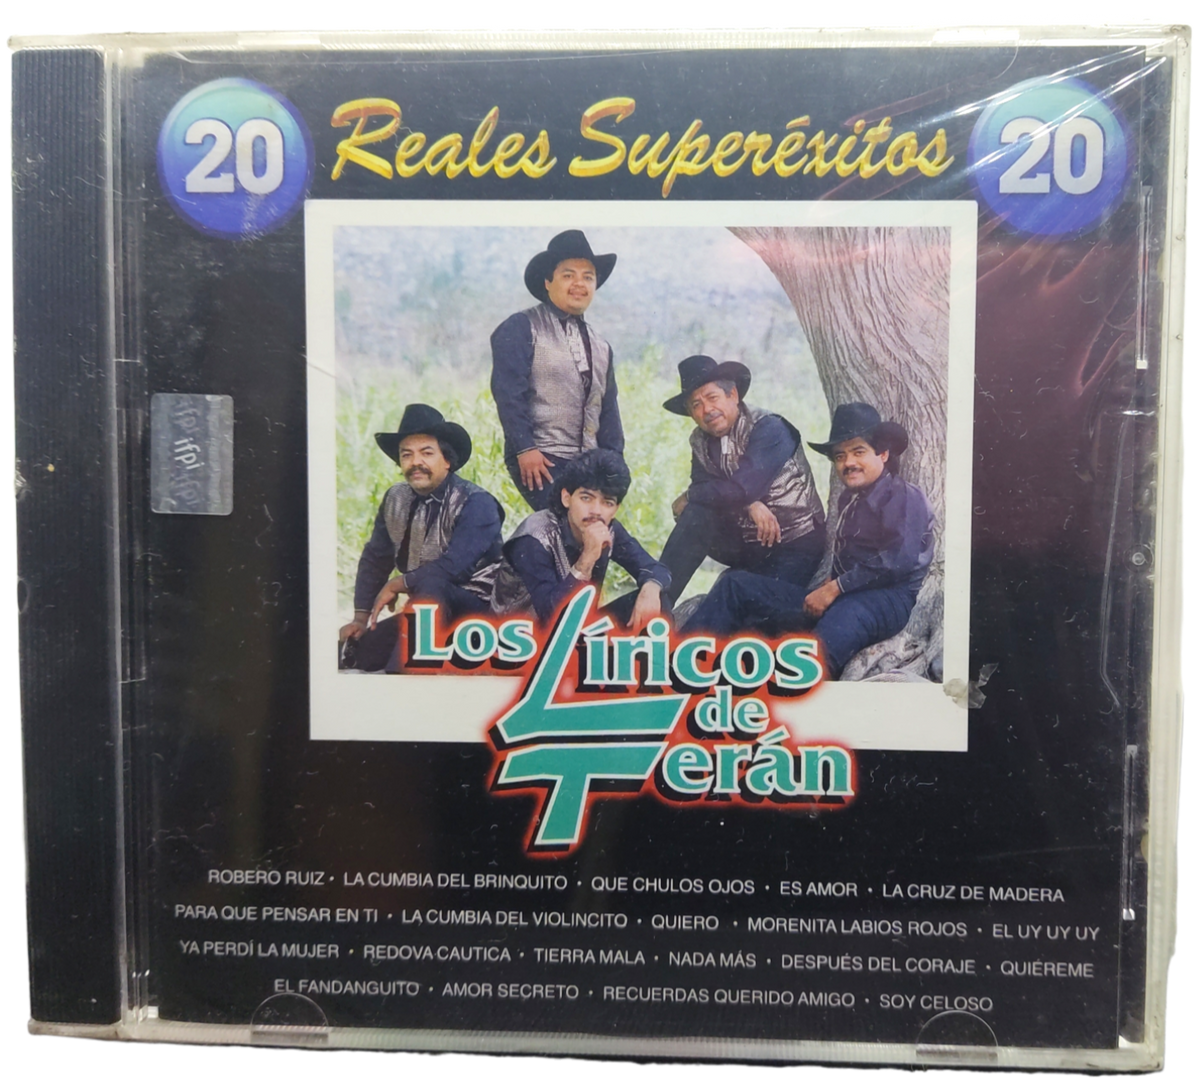 20 Reales Superéxitos 20
ifpi
Los Líricos
de
Terán
ROBERO RUIZ · LA CUMBIA DEL BRINQUITO · QUE CHULOS OJOS · ES AMOR · LA CRUZ DE MADERA
PARA QUE PENSAR EN TI · LA CUMBIA DEL VIOLINCITO · QUIERO · MORENITA LABIOS ROJOS · EL UY UY UY
YA PERDÍ LA MUJER · REDOVA CAUTICA · TIERRA MALA · NADA MÁS · DESPUÉS DEL CORAJE · QUIÉREME
EL FANDANGUITO · AMOR SECRETO · RECUERDAS QUERIDO AMIGO · SOY CELOSO